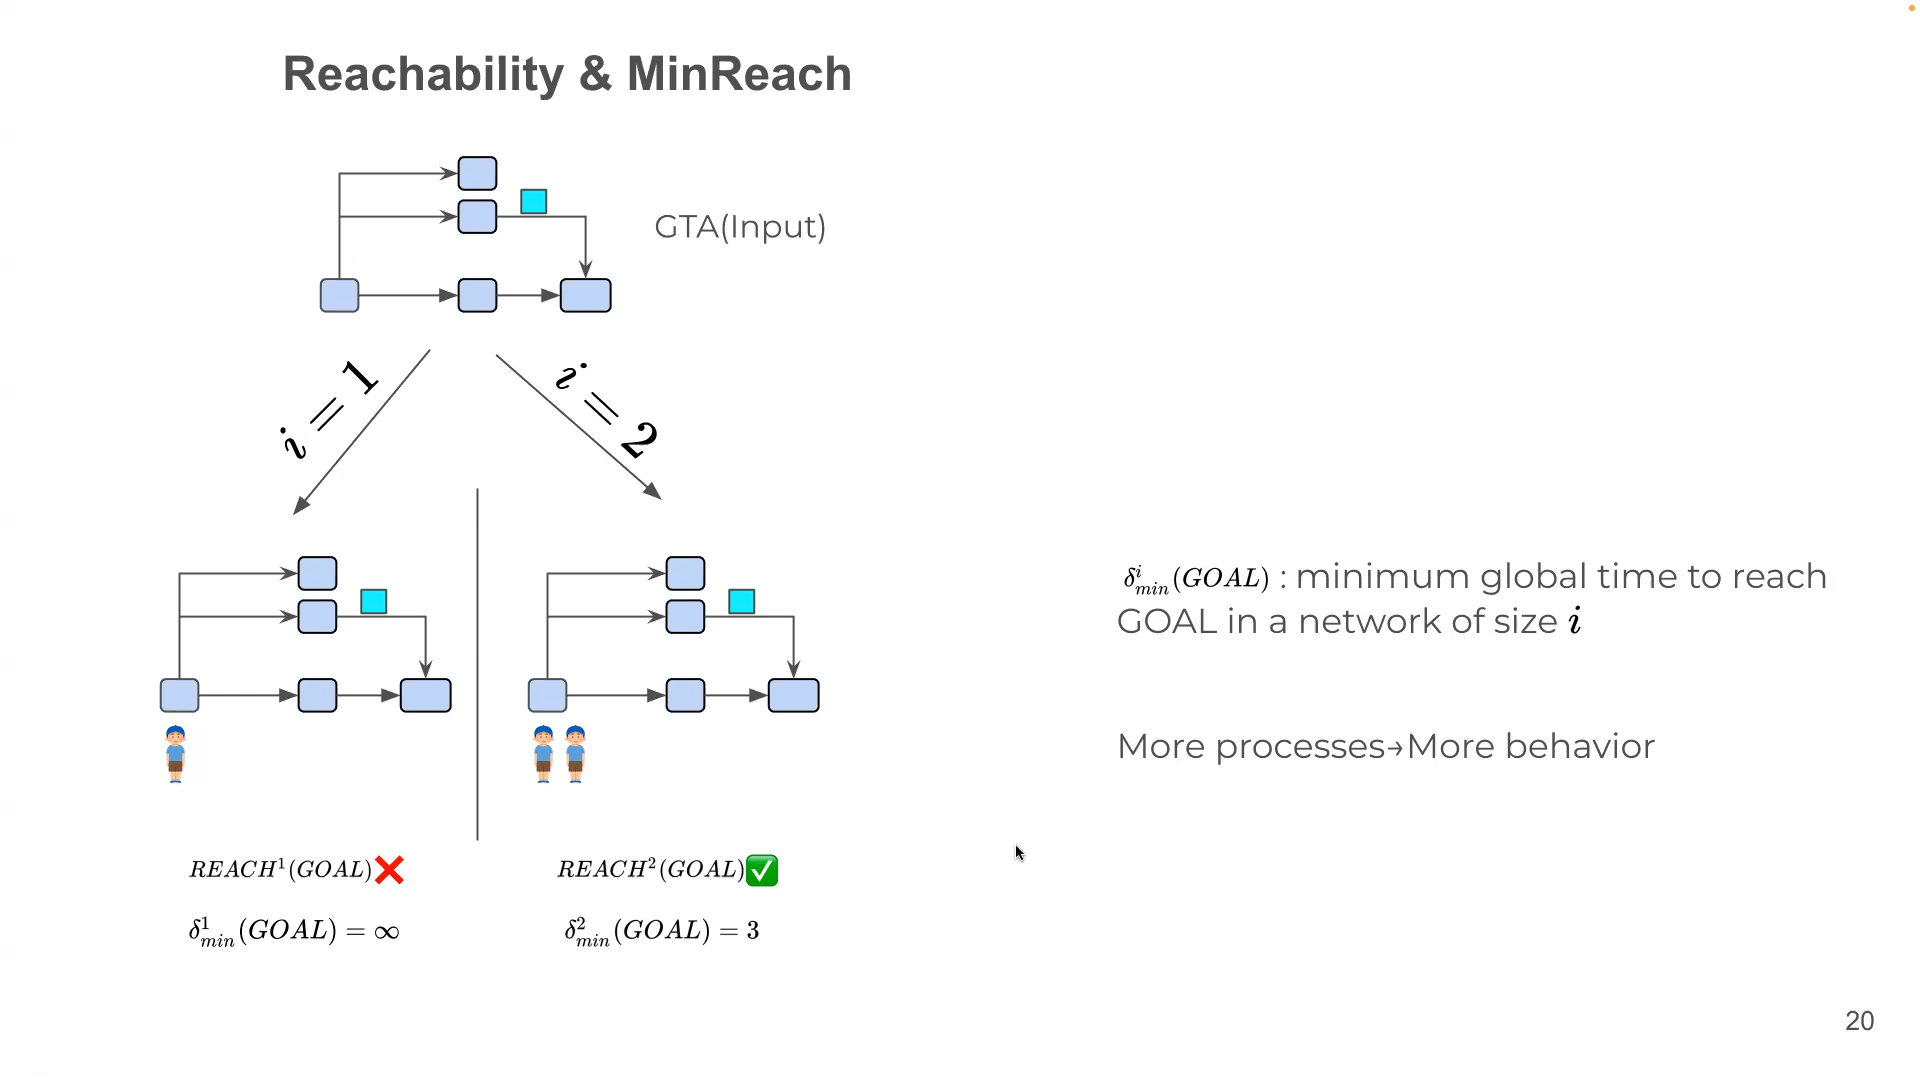 Reachability & MinReach
GTA(Input)
i = 1
i = 2
δ^i_min(GOAL) : minimum global time to reach
GOAL in a network of size i
More processes→More behavior
REACH^1(GOAL)❌
REACH^2(GOAL)✅
δ^1_min(GOAL) = ∞
δ^2_min(GOAL) = 3
20